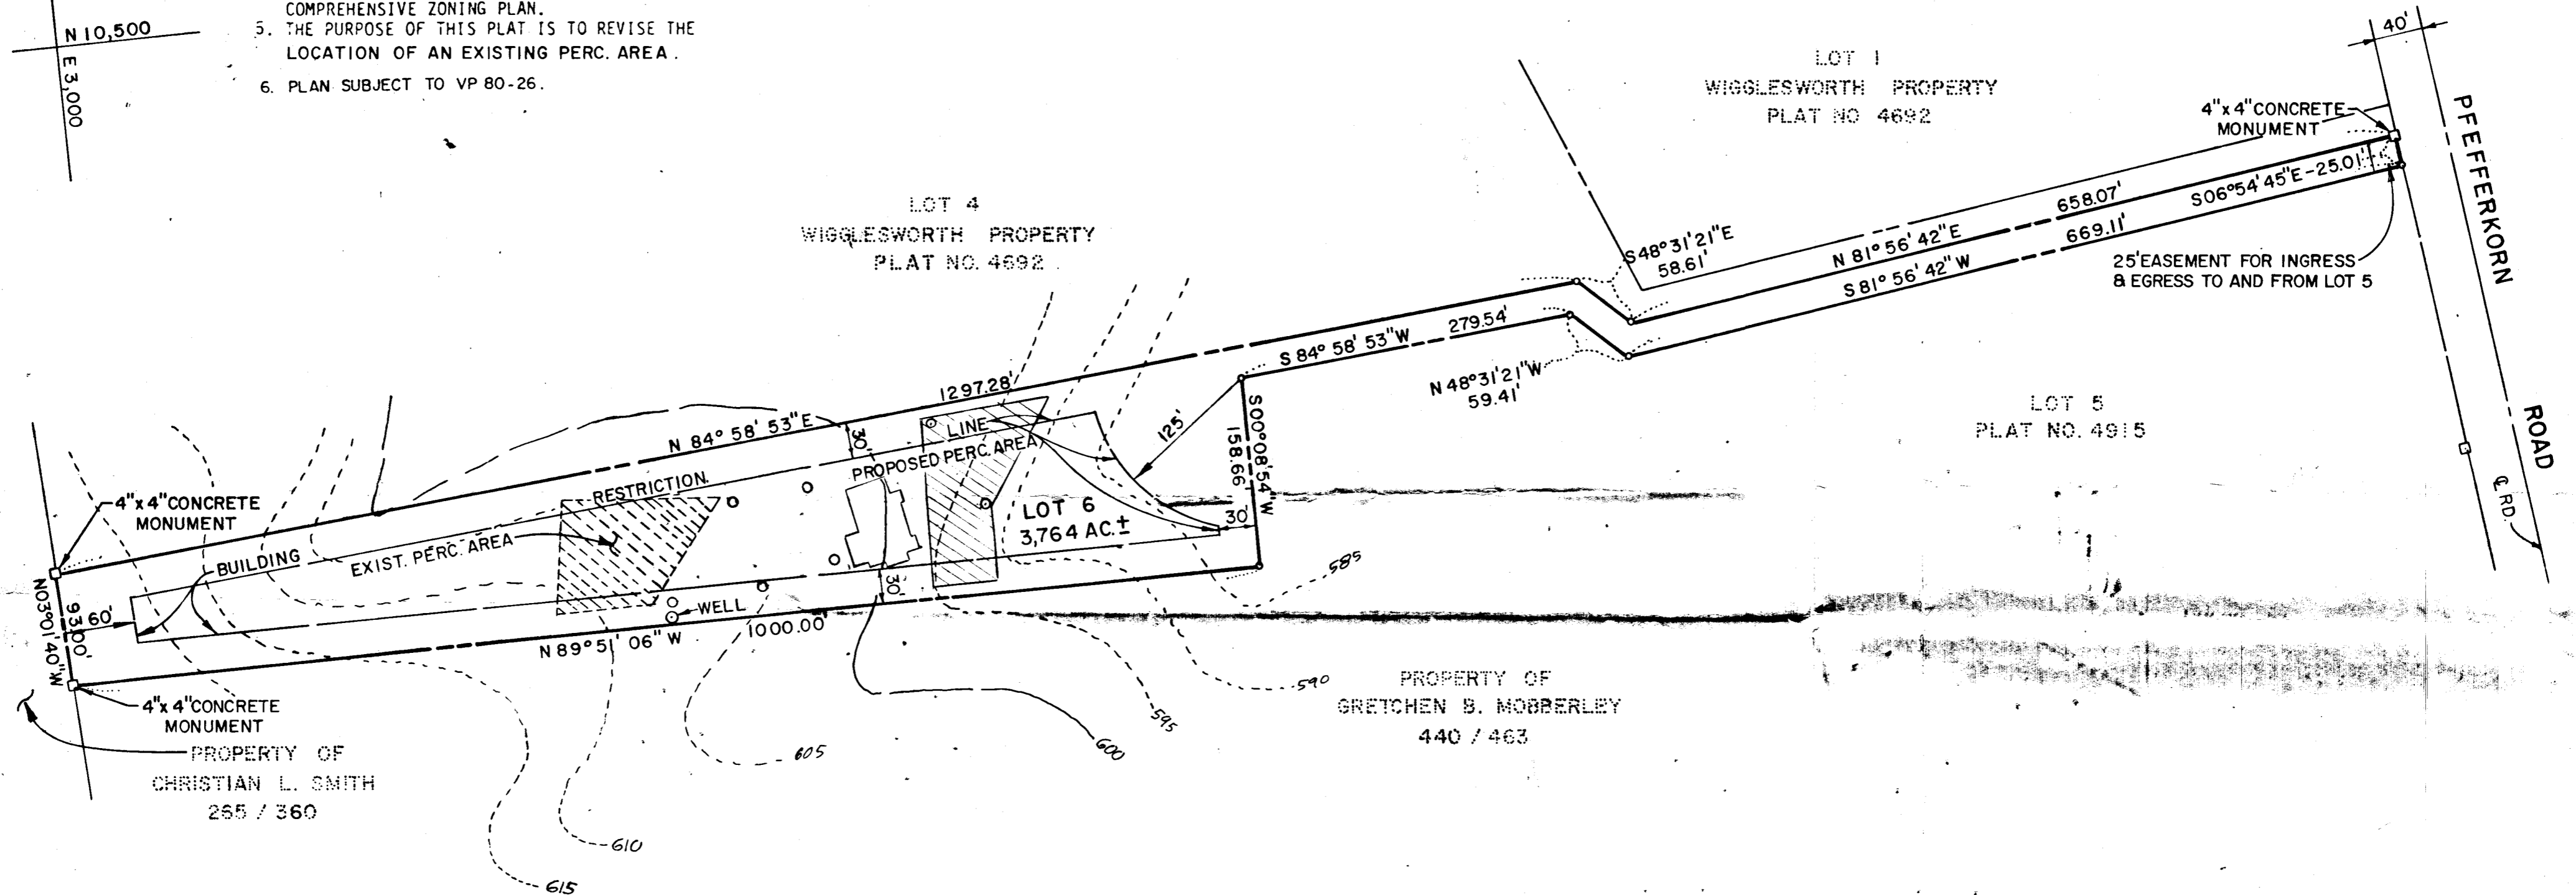 COMPREHENSIVE ZONING PLAN.
5. THE PURPOSE OF THIS PLAT IS TO REVISE THE
LOCATION OF AN EXISTING PERC. AREA.
6. PLAN SUBJECT TO VP 80-26.
N 10,500
E 3,000
LOT 1
WIGGLESWORTH PROPERTY
PLAT NO 4692
40'
4"x 4" CONCRETE
MONUMENT
PFEFFERKORN
ROAD
℄ RD.
LOT 4
WIGGLESWORTH PROPERTY
PLAT NO. 4692
S 48° 31' 21" E
58.61'
658.07'
N 81° 56' 42" E
S 06° 54' 45" E - 25.01'
669.11'
S 81° 56' 42" W
25' EASEMENT FOR INGRESS
& EGRESS TO AND FROM LOT 5
279.54'
S 84° 58' 53" W
N 48° 31' 21" W
59.41'
LOT 5
PLAT NO. 4915
1297.28'
N 84° 58' 53" E
30'
LINE
PROPOSED PERC. AREA
125'
S 00° 08' 54" W
158.66'
30'
LOT 6
3,764 AC.±
RESTRICTION
EXIST. PERC. AREA
BUILDING
4"x 4" CONCRETE
MONUMENT
N 03° 01' 40" W
93.00'
60'
WELL
30'
N 89° 51' 06" W
1000.00'
4"x 4" CONCRETE
MONUMENT
PROPERTY OF
CHRISTIAN L. SMITH
265 / 360
PROPERTY OF
GRETCHEN B. MOBBERLEY
440 / 463
585
590
595
600
605
610
615